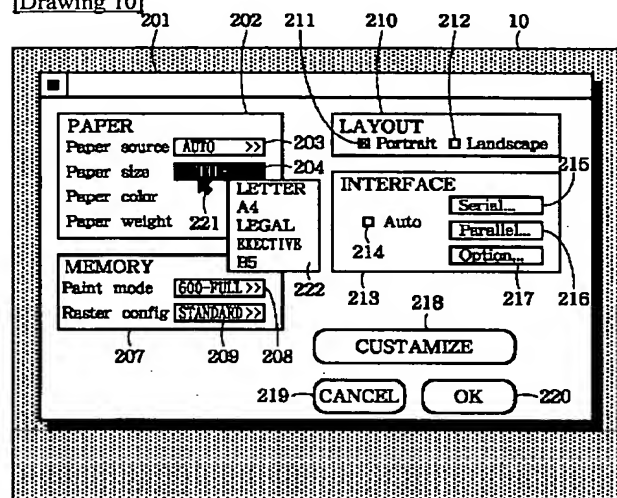 [Drawing 10]
201 202 211 210 212 10
PAPER
Paper source AUTO >> 203
Paper size 204
Paper color
Paper weight 221
LETTER
A4
LEGAL
EXECTIVE
B5
222
MEMORY
Paint mode 600-FULL >>
Raster config STANDARD >>
207 209 208
LAYOUT
Portrait Landscape
215
INTERFACE
Auto
214
Serial...
Parallel...
Option...
213 217 216
218
CUSTAMIZE
219 CANCEL OK 220